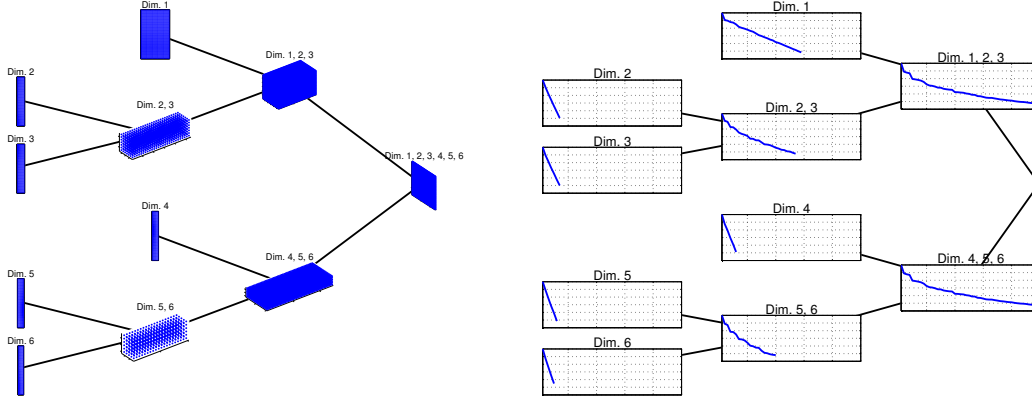 Dim. 1
Dim. 1, 2, 3
Dim. 2
Dim. 2, 3
Dim. 3
Dim. 1, 2, 3, 4, 5, 6
Dim. 4
Dim. 4, 5, 6
Dim. 5
Dim. 5, 6
Dim. 6
Dim. 1
Dim. 1, 2, 3
Dim. 2
Dim. 2, 3
Dim. 3
Dim. 4
Dim. 4, 5, 6
Dim. 5
Dim. 5, 6
Dim. 6